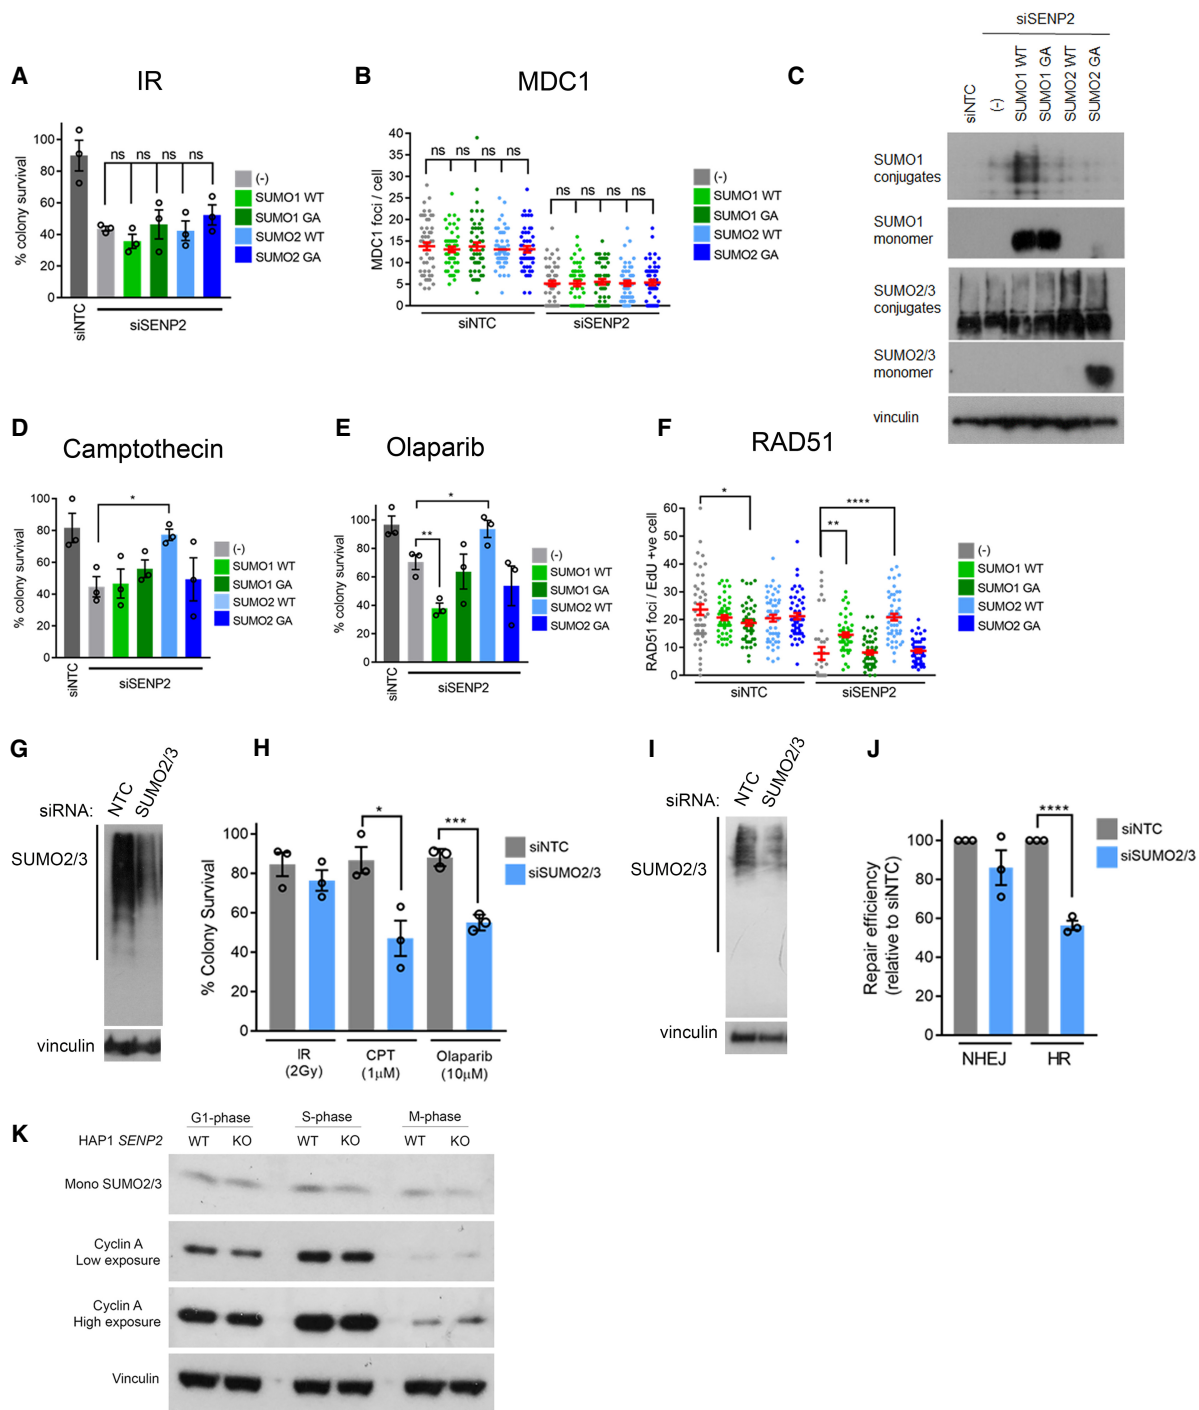 A
IR
% colony survival
100
80
60
40
20
0
ns ns ns ns
siNTC
siSENP2
(-)
SUMO1 WT
SUMO1 GA
SUMO2 WT
SUMO2 GA
B
MDC1
MDC1 foci / cell
40
35
30
25
20
15
10
5
0
ns ns ns ns
ns ns ns ns
siNTC
siSENP2
(-)
SUMO1 WT
SUMO1 GA
SUMO2 WT
SUMO2 GA
C
siSENP2
siNTC
(-)
SUMO1 WT
SUMO1 GA
SUMO2 WT
SUMO2 GA
SUMO1
conjugates
SUMO1
monomer
SUMO2/3
conjugates
SUMO2/3
monomer
vinculin
D
Camptothecin
% colony survival
100
80
60
40
20
0
*
siNTC
siSENP2
(-)
SUMO1 WT
SUMO1 GA
SUMO2 WT
SUMO2 GA
E
Olaparib
% colony survival
100
80
60
40
20
0
*
**
siNTC
siSENP2
(-)
SUMO1 WT
SUMO1 GA
SUMO2 WT
SUMO2 GA
F
RAD51
RAD51 foci / EdU +ve cell
60
50
40
30
20
10
0
*
****
**
siNTC
siSENP2
(-)
SUMO1 WT
SUMO1 GA
SUMO2 WT
SUMO2 GA
G
siRNA:
NTC
SUMO2/3
SUMO2/3
vinculin
H
% Colony Survival
100
80
60
40
20
0
*
***
siNTC
siSUMO2/3
IR
(2Gy)
CPT
(1µM)
Olaparib
(10µM)
I
siRNA:
NTC
SUMO2/3
SUMO2/3
vinculin
J
Repair efficiency
(relative to siNTC)
100
80
60
40
20
0
****
siNTC
siSUMO2/3
NHEJ
HR
K
G1-phase S-phase M-phase
HAP1 SENP2 WT KO WT KO WT KO
Mono SUMO2/3
Cyclin A
Low exposure
Cyclin A
High exposure
Vinculin